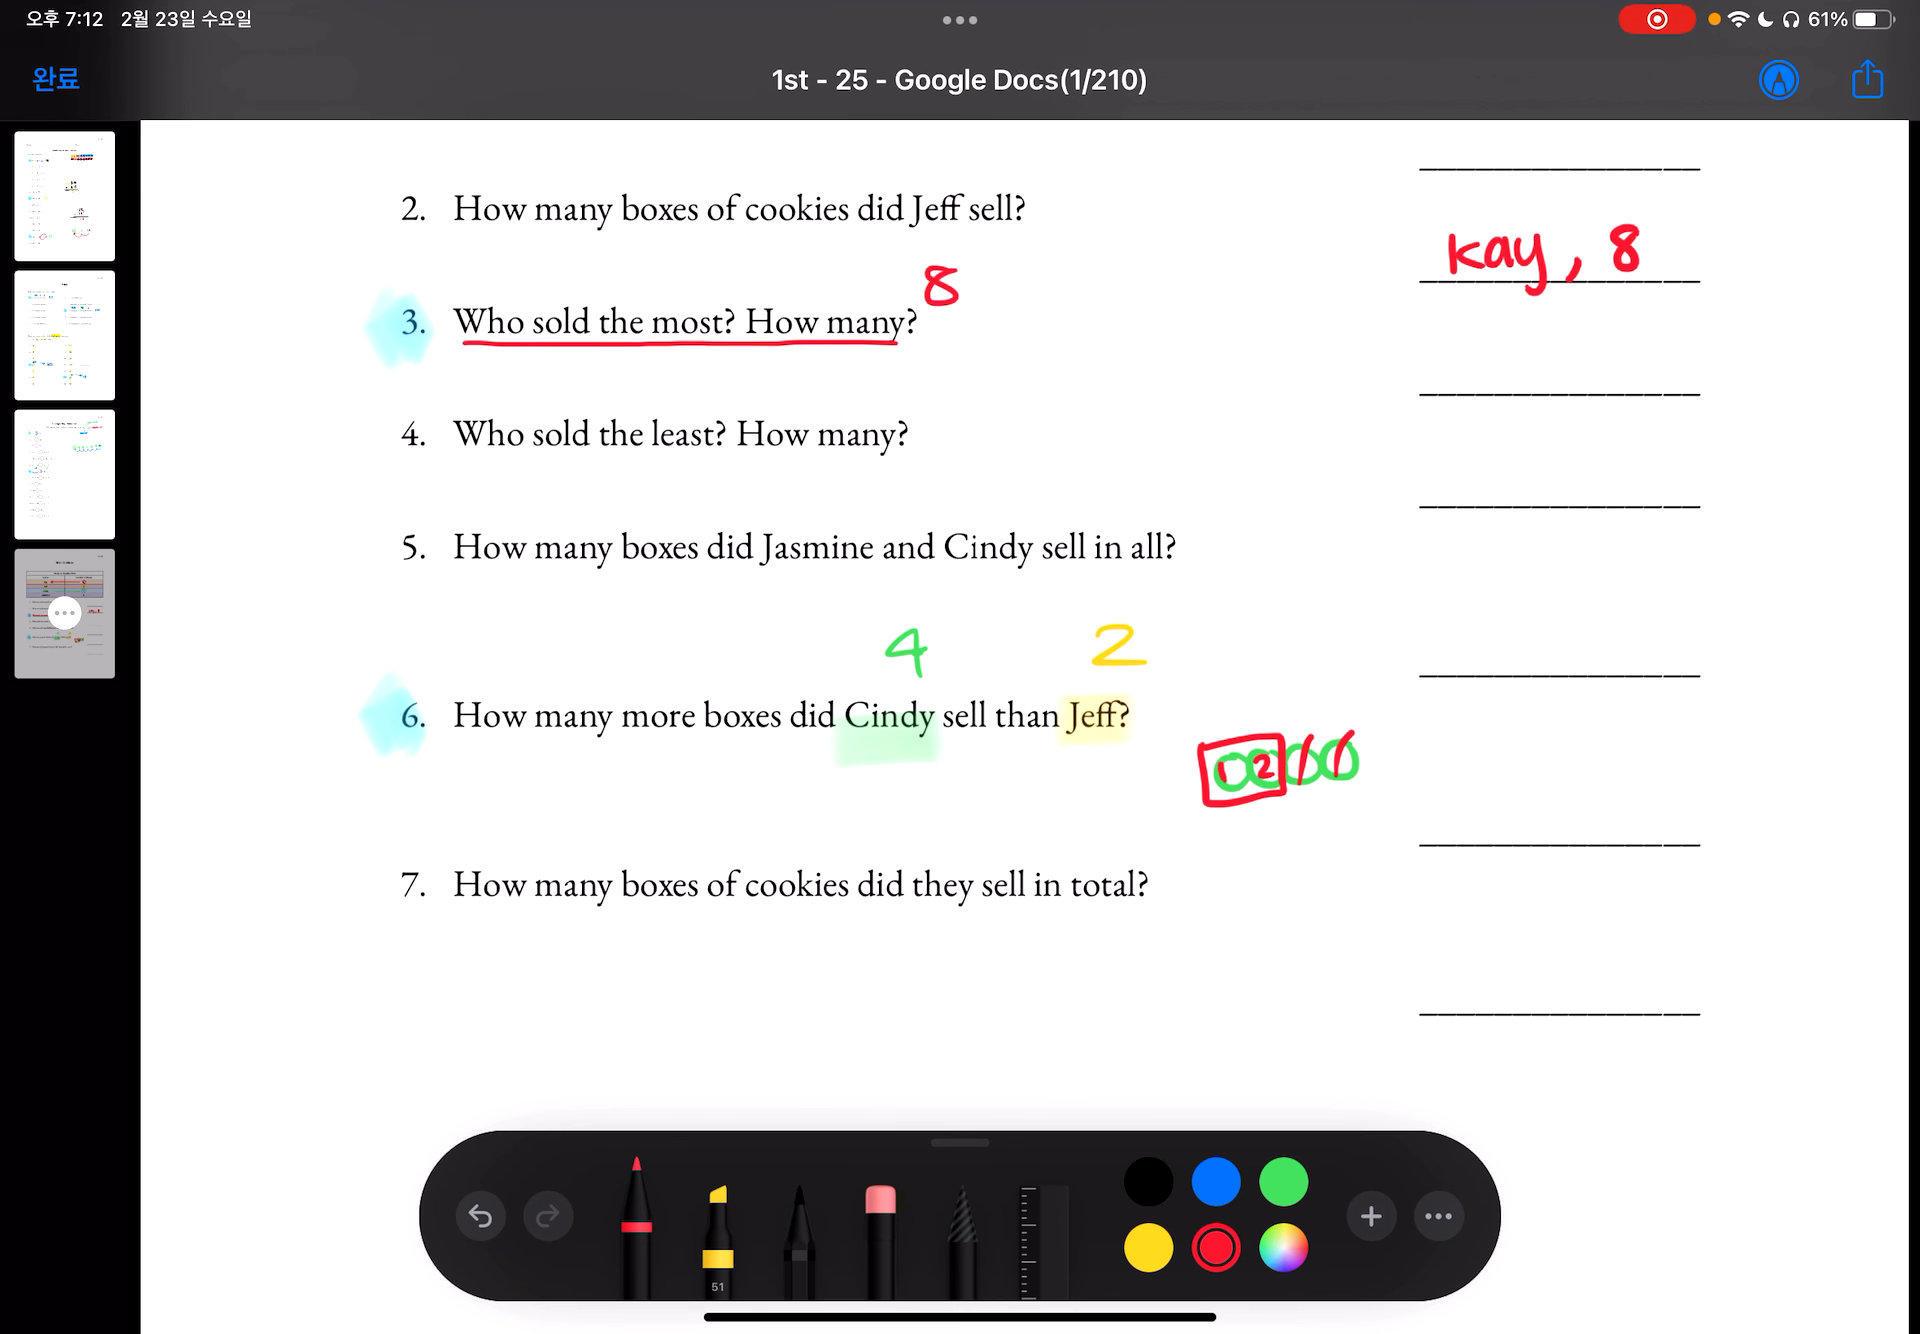 오후 7:12 2월 23일 수요일
61%
완료
1st - 25 - Google Docs(1/210)
2. How many boxes of cookies did Jeff sell?
kay, 8
8
3. Who sold the most? How many?
4. Who sold the least? How many?
5. How many boxes did Jasmine and Cindy sell in all?
4 2
6. How many more boxes did Cindy sell than Jeff?
1 2
7. How many boxes of cookies did they sell in total?
51